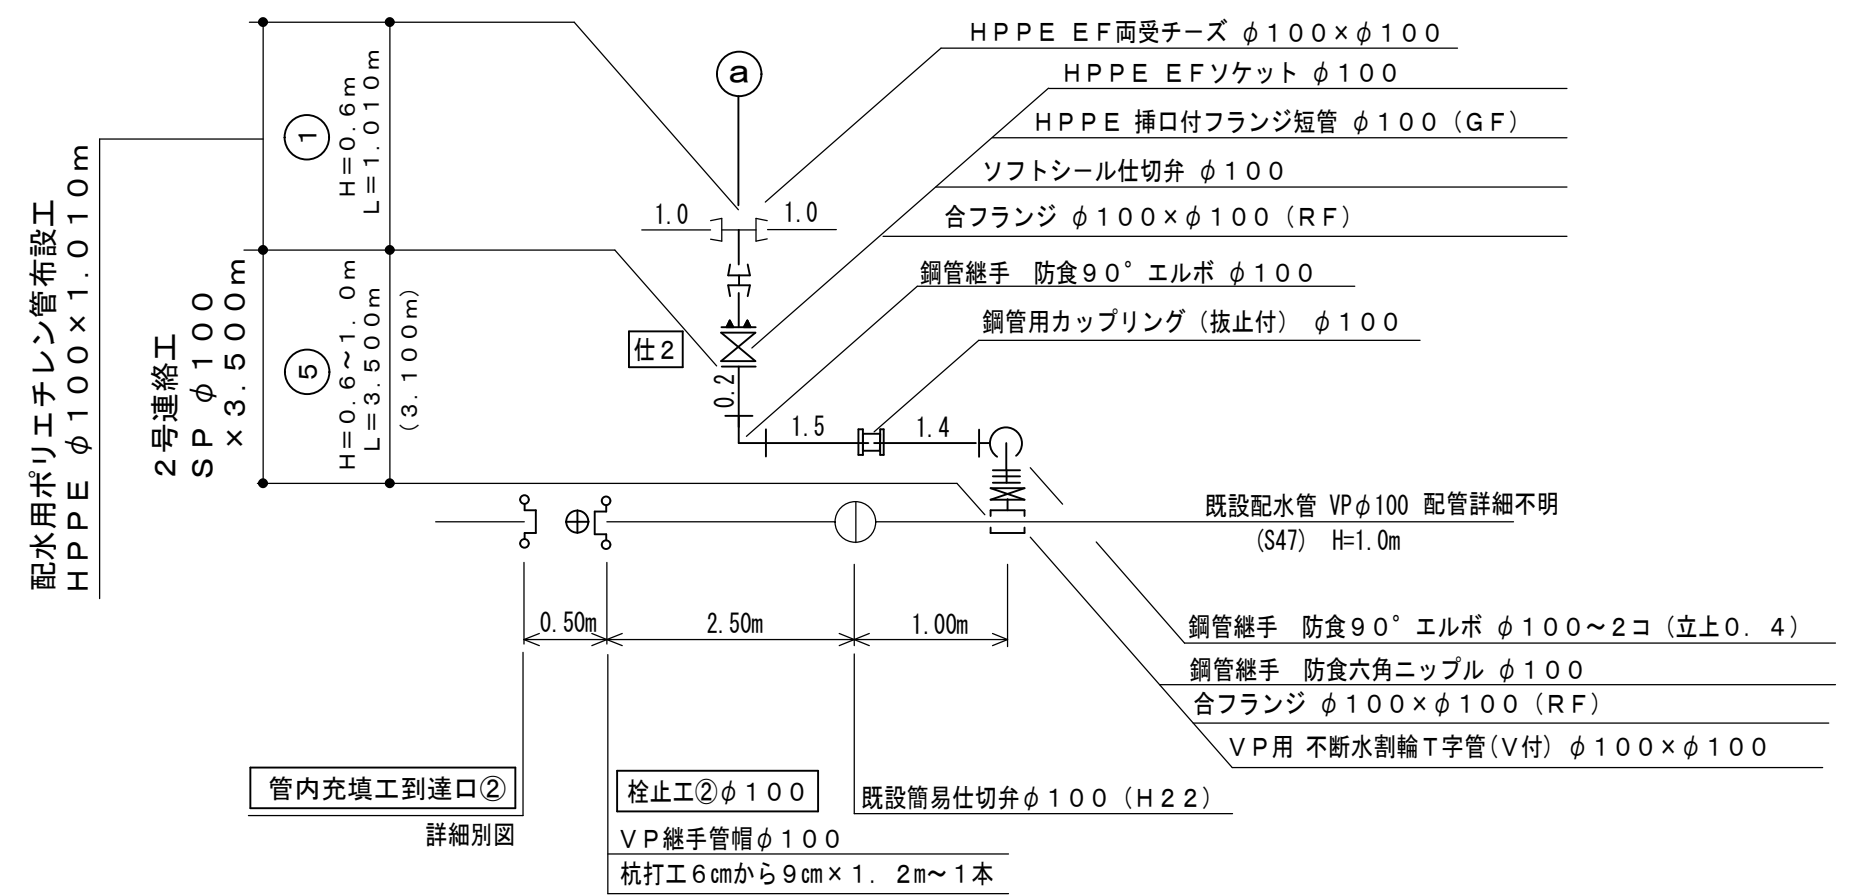 配水用ポリエチレン管布設工
HPPE φ100×1.010m
2号連絡工
SP φ100
×3.500m
①
H=0.6m
L=1.010m
⑤
H=0.6~1.0m
L=3.500m
(3.100m)
a
1.0
1.0
仕2
0.2
1.5
1.4
HPPE EF両受チーズ φ100×φ100
HPPE EFソケット φ100
HPPE 挿口付フランジ短管 φ100(GF)
ソフトシール仕切弁 φ100
合フランジ φ100×φ100(RF)
鋼管継手 防食90°エルボ φ100
鋼管用カップリング(抜止付) φ100
既設配水管 VPφ100 配管詳細不明
(S47) H=1.0m
0.50m
2.50m
1.00m
鋼管継手 防食90°エルボ φ100~2コ(立上0.4)
鋼管継手 防食六角ニップル φ100
合フランジ φ100×φ100(RF)
VP用 不断水割輪T字管(V付) φ100×φ100
管内充填工到達口②
詳細別図
栓止工②φ100
VP継手管帽φ100
杭打工6㎝から9㎝×1.2m~1本
既設簡易仕切弁φ100(H22)